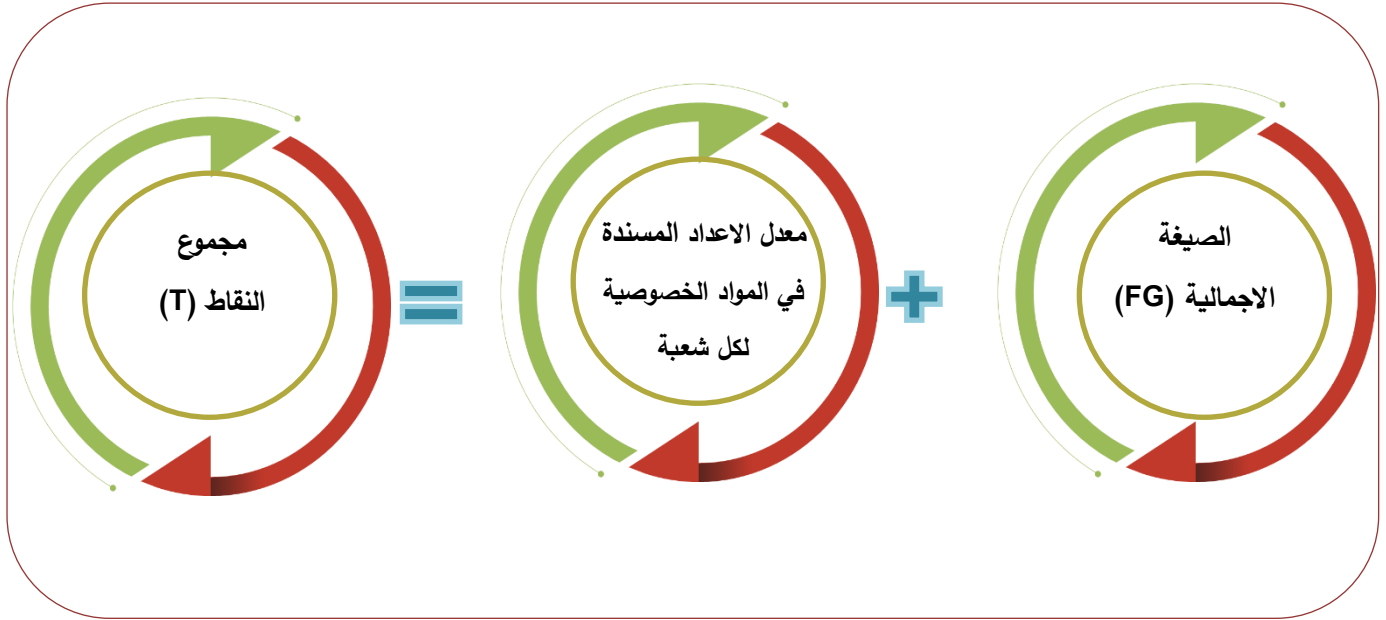 مجموع
النقاط (T)
=
معدل الاعداد المسندة
في المواد الخصوصية
لكل شعبة
+
الصيغة
الاجمالية (FG)